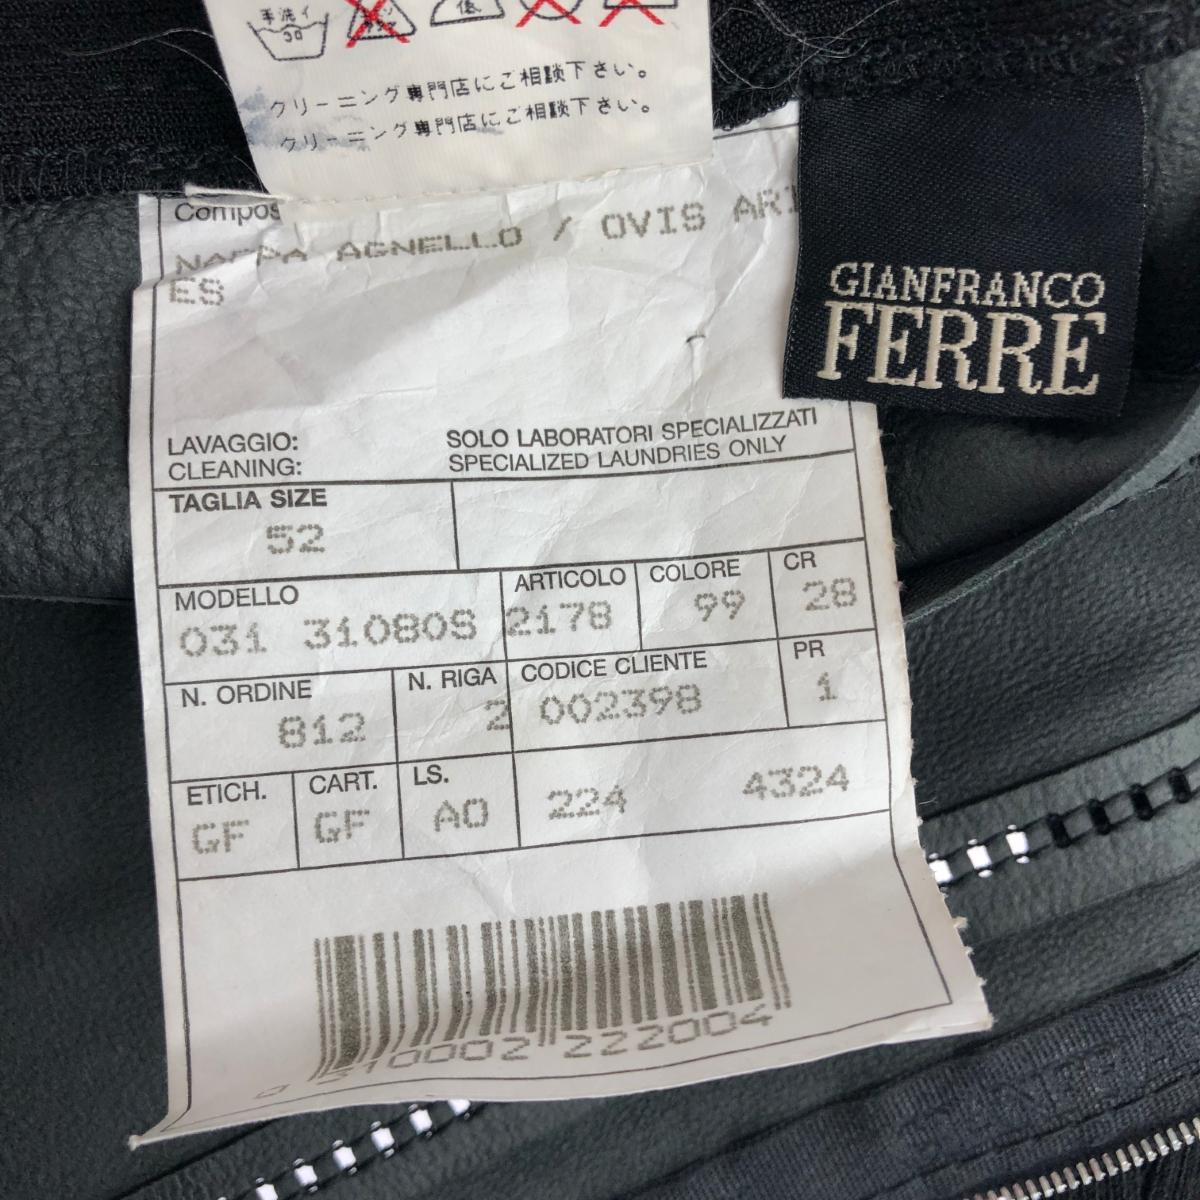 手洗イ
30
低
クリーニング専門店にご相談下さい。
クリーニング専門店にご相談下さい。
GIANFRANCO
FERRE
Compos
NAPPA AGNELLO / OVIS ARI
ES
LAVAGGIO: SOLO LABORATORI SPECIALIZZATI
CLEANING: SPECIALIZED LAUNDRIES ONLY
TAGLIA SIZE
52
MODELLO ARTICOLO COLORE CR
031 31080S 2178 99 28
N. ORDINE N. RIGA CODICE CLIENTE PR
812 2 002398 1
ETICH. CART. LS.
GF GF A0 224 4324
0 310002 222004